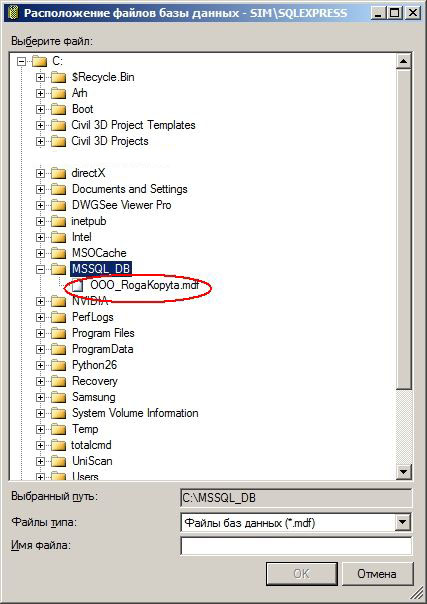 Расположение файлов базы данных - SIM\SQLEXPRESS
Выберите файл:
C:
$Recycle.Bin
Arh
Boot
Civil 3D Project Templates
Civil 3D Projects
directX
Documents and Settings
DWGSee Viewer Pro
inetpub
Intel
MSOCache
MSSQL_DB
OOO_RogaKopyta.mdf
NVIDIA
PerfLogs
Program Files
ProgramData
Python26
Recovery
Samsung
System Volume Information
Temp
totalcmd
UniScan
Users
Выбранный путь: C:\MSSQL_DB
Файлы типа: Файлы баз данных (*.mdf)
Имя файла:
OK Отмена